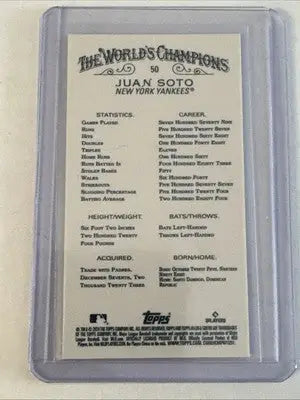 THE WORLD'S CHAMPIONS
50
JUAN SOTO
NEW YORK YANKEES®
STATISTICS. CAREER.
GAMES PLAYED SEVEN HUNDRED SEVENTY NINE
RUNS FIVE HUNDRED TWENTY SEVEN
HITS SEVEN HUNDRED SIXTY EIGHT
DOUBLES ONE HUNDRED FORTY EIGHT
TRIPLES ELEVEN
HOME RUNS ONE HUNDRED SIXTY
RUNS BATTED IN FOUR HUNDRED EIGHTY THREE
STOLEN BASES FIFTY
WALKS SIX HUNDRED FORTY
STRIKEOUTS FIVE HUNDRED SEVENTY SEVEN
SLUGGING PERCENTAGE FIVE HUNDRED TWENTY FOUR
BATTING AVERAGE TWO HUNDRED EIGHTY FOUR
HEIGHT/WEIGHT. BATS/THROWS.
SIX FOOT TWO INCHES BATS LEFT-HANDED
TWO HUNDRED TWENTY THROWS LEFT-HANDED
FOUR POUNDS
ACQUIRED. BORN/HOME.
TRADE WITH PADRES, BORN OCTOBER TWENTY FIFTH, NINETEEN
DECEMBER SEVENTH, TWO NINETY EIGHT
THOUSAND TWENTY THREE HOME: SANTO DOMINGO, DOMINICAN
REPUBLIC
TOPPS
PLAYERS